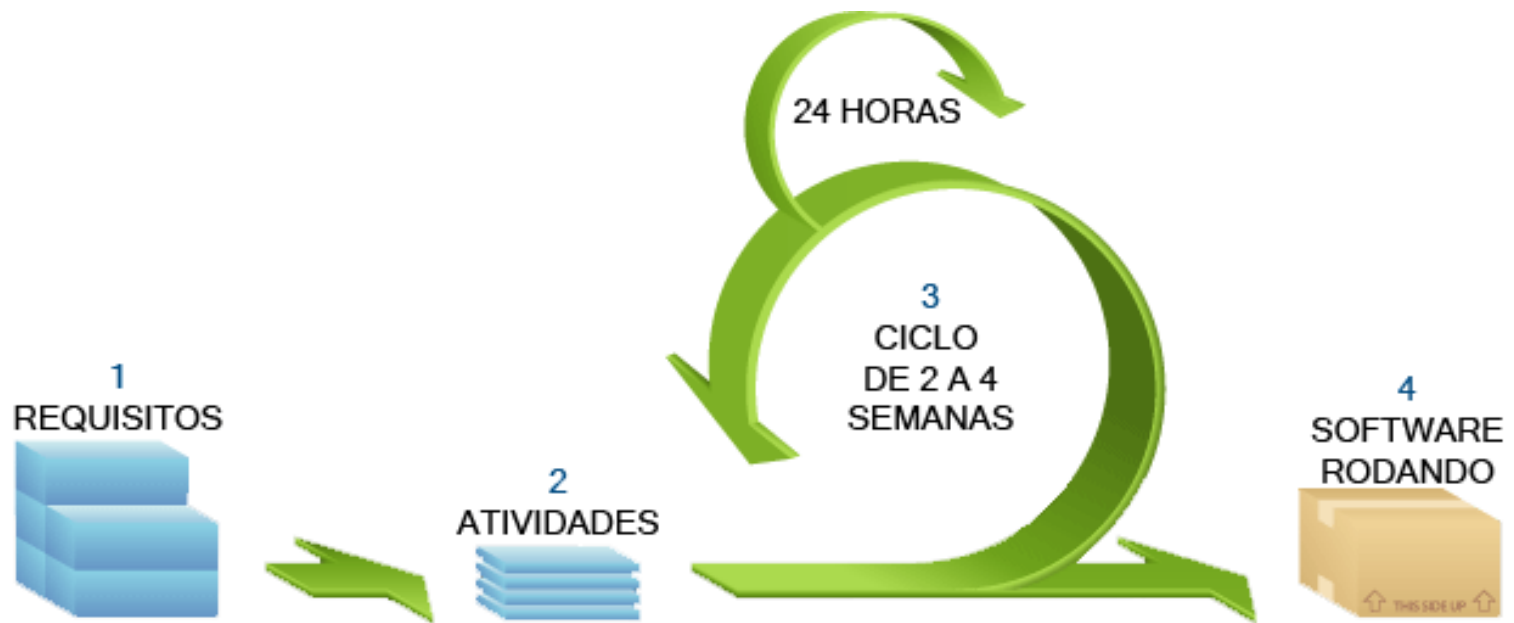 1
REQUISITOS
2
ATIVIDADES
24 HORAS
3
CICLO
DE 2 A 4
SEMANAS
4
SOFTWARE
RODANDO
THIS SIDE UP